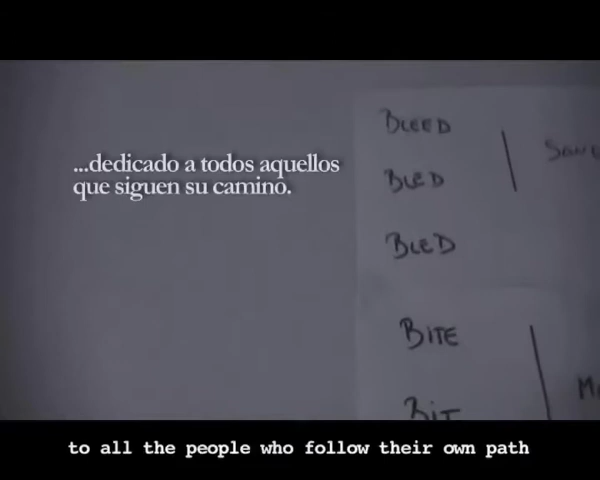 ...dedicado a todos aquellos
que siguen su camino.
BLEED
BLED
BLED
BITE
BIT
to all the people who follow their own path